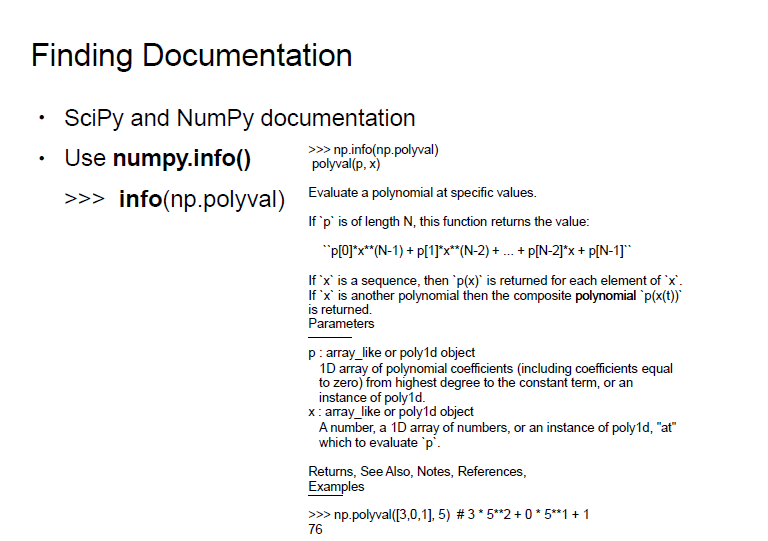 Finding Documentation
• SciPy and NumPy documentation
• Use numpy.info()
>>> info(np.polyval)
>>> np.info(np.polyval)
polyval(p, x)
Evaluate a polynomial at specific values.
If `p` is of length N, this function returns the value:
``p[0]*x**(N-1) + p[1]*x**(N-2) + ... + p[N-2]*x + p[N-1]``
If `x` is a sequence, then `p(x)` is returned for each element of `x`.
If `x` is another polynomial then the composite polynomial `p(x(t))`
is returned.
Parameters
p : array_like or poly1d object
1D array of polynomial coefficients (including coefficients equal
to zero) from highest degree to the constant term, or an
instance of poly1d.
x : array_like or poly1d object
A number, a 1D array of numbers, or an instance of poly1d, "at"
which to evaluate `p`.
Returns, See Also, Notes, References,
Examples
>>> np.polyval([3,0,1], 5) # 3 * 5**2 + 0 * 5**1 + 1
76